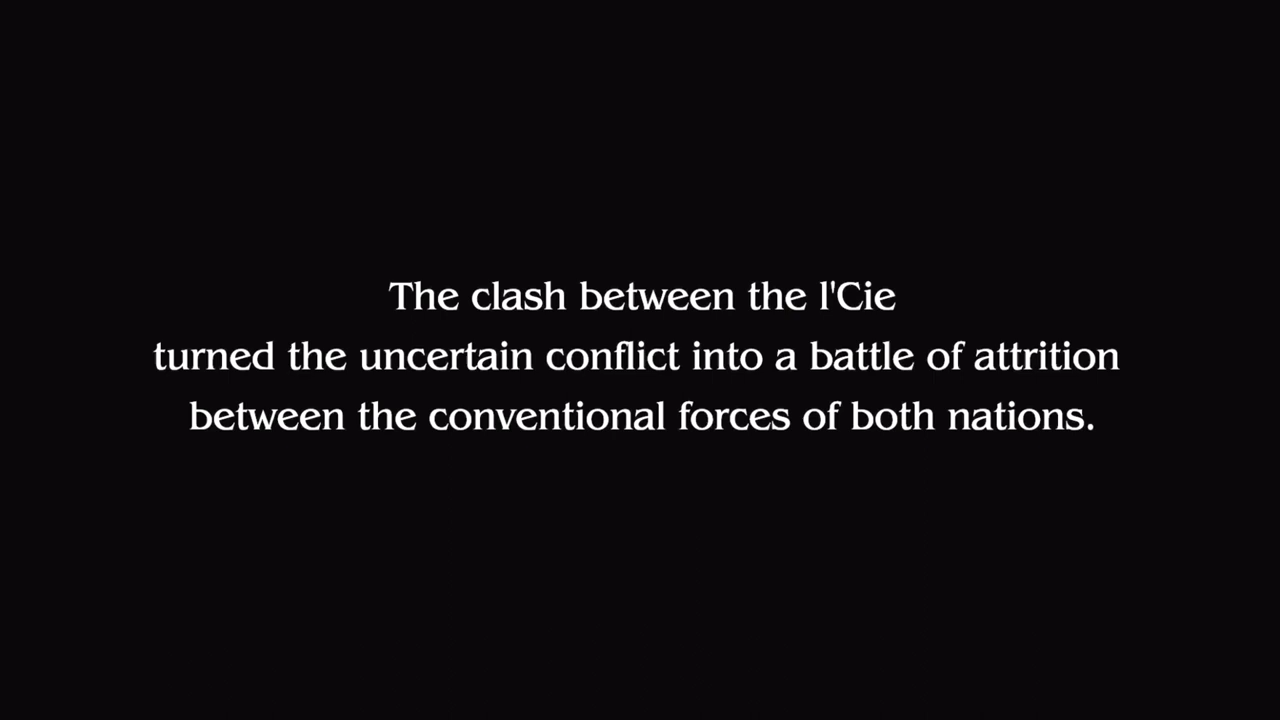 The clash between the l'Cie
turned the uncertain conflict into a battle of attrition
between the conventional forces of both nations.